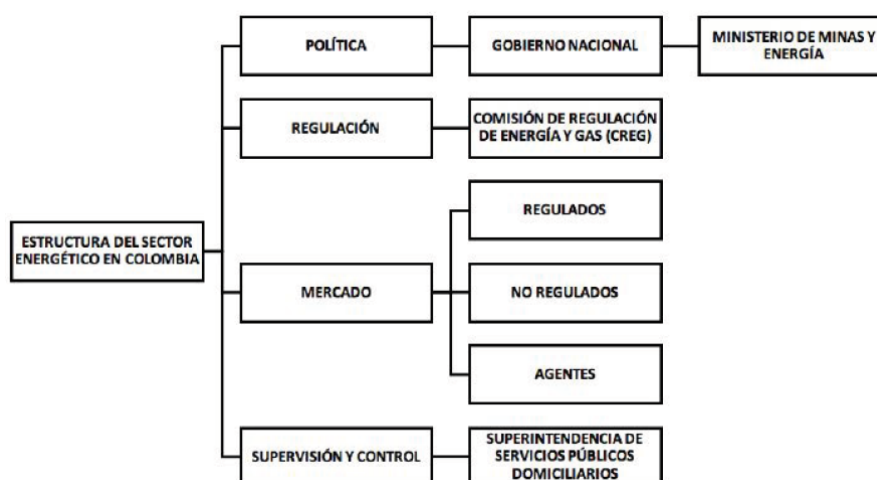 POLÍTICA
GOBIERNO NACIONAL
MINISTERIO DE MINAS Y
ENERGÍA
REGULACIÓN
COMISIÓN DE REGULACIÓN
DE ENERGÍA Y GAS (CREG)
ESTRUCTURA DEL SECTOR
ENERGÉTICO EN COLOMBIA
MERCADO
REGULADOS
NO REGULADOS
AGENTES
SUPERVISIÓN Y CONTROL
SUPERINTENDENCIA DE
SERVICIOS PÚBLICOS
DOMICILIARIOS